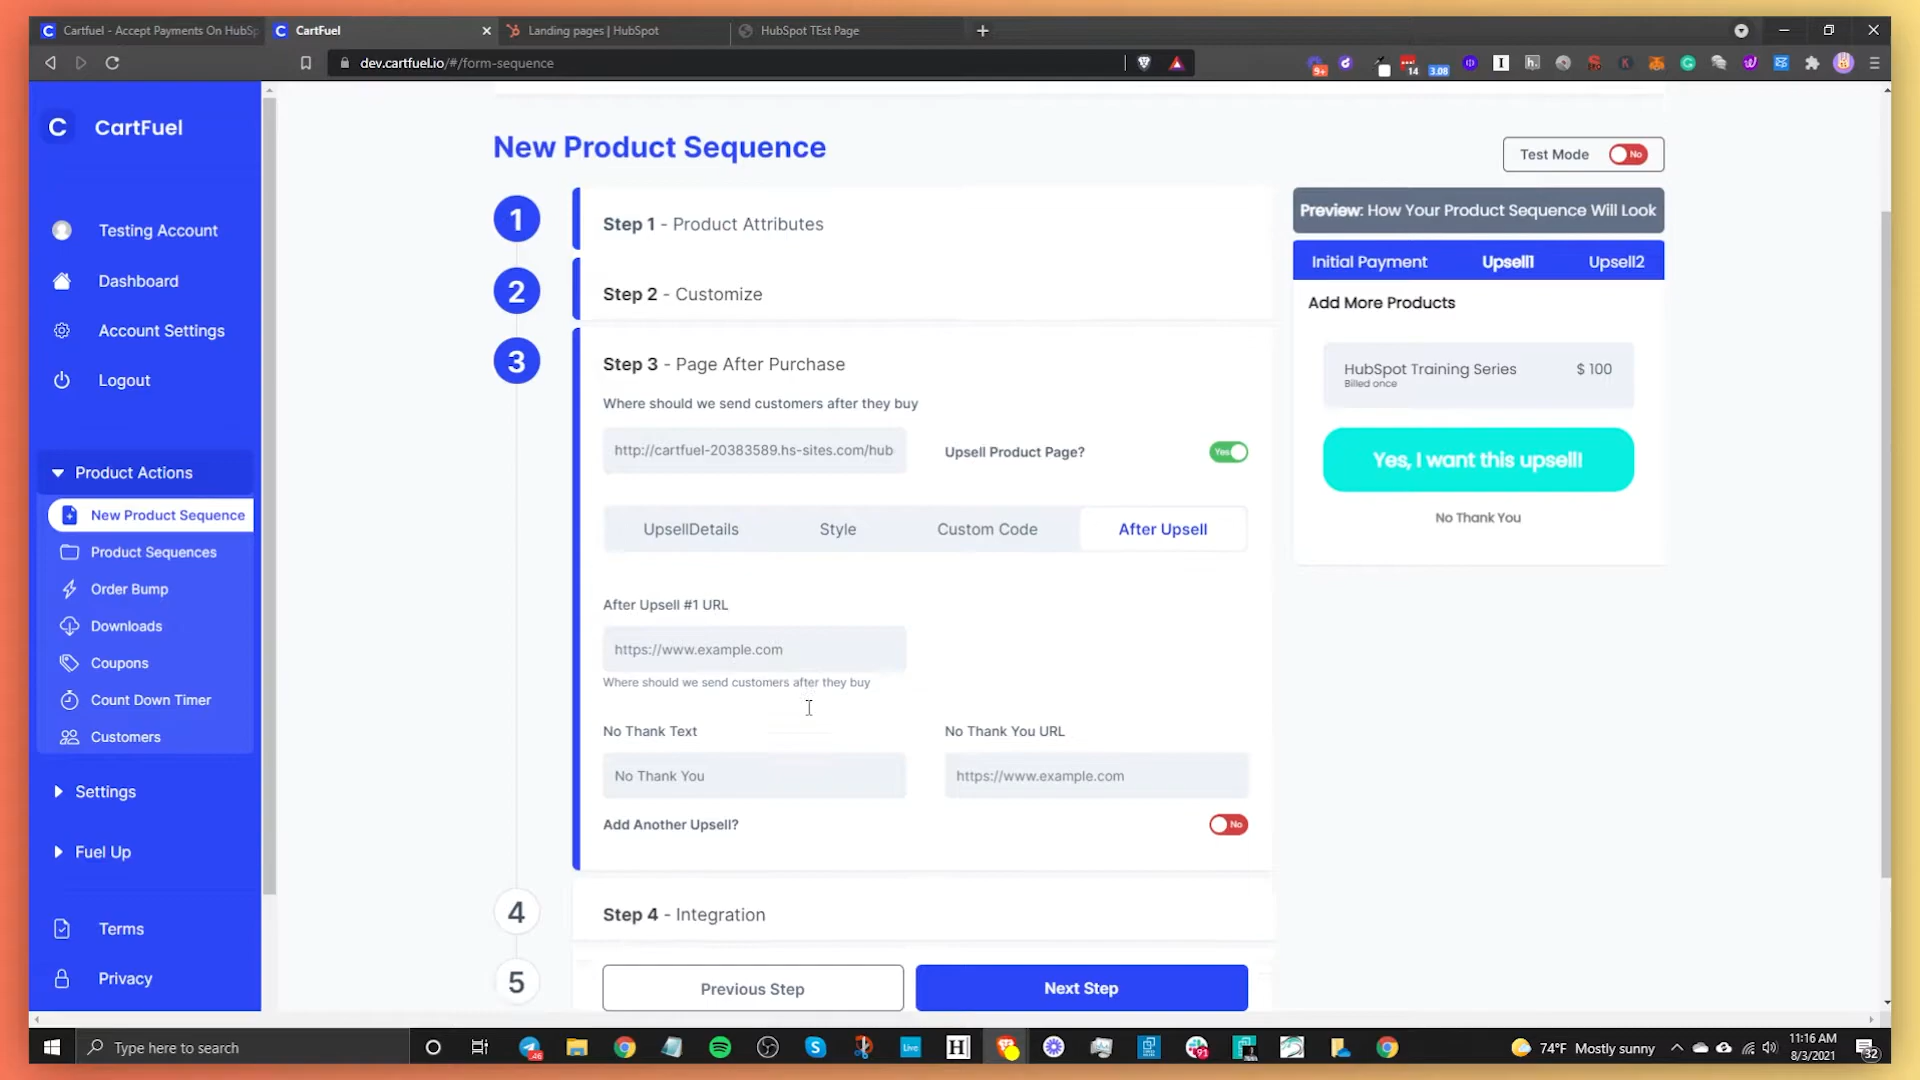 Cartfuel - Accept Payments On HubSp
CartFuel
Landing pages | HubSpot
HubSpot TEst Page
dev.cartfuel.io/#/form-sequence
9+
14
3.08
C CartFuel
Testing Account
Dashboard
Account Settings
Logout
Product Actions
New Product Sequence
Product Sequences
Order Bump
Downloads
Coupons
Count Down Timer
Customers
Settings
Fuel Up
Terms
Privacy
New Product Sequence
Test Mode No
1 Step 1 - Product Attributes
2 Step 2 - Customize
3 Step 3 - Page After Purchase
Where should we send customers after they buy
http://cartfuel-20383589.hs-sites.com/hub
Upsell Product Page? Yes
UpsellDetails Style Custom Code After Upsell
After Upsell #1 URL
https://www.example.com
Where should we send customers after they buy
No Thank Text No Thank You URL
No Thank You https://www.example.com
Add Another Upsell? No
4 Step 4 - Integration
5
Previous Step Next Step
Preview: How Your Product Sequence Will Look
Initial Payment Upsell1 Upsell2
Add More Products
HubSpot Training Series $ 100
Billed once
Yes, I want this upsell!
No Thank You
Type here to search
Live
H
74°F Mostly sunny
11:16 AM
8/3/2021
32